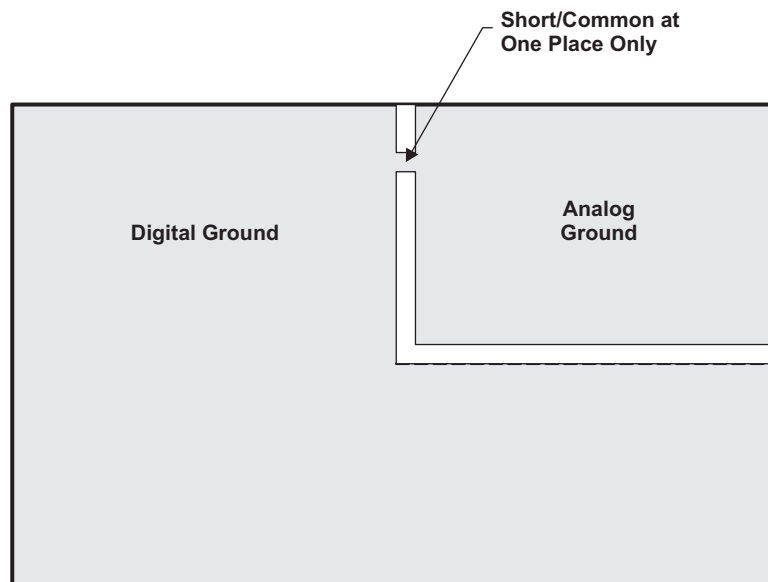 Short/Common at
One Place Only
Digital Ground
Analog
Ground